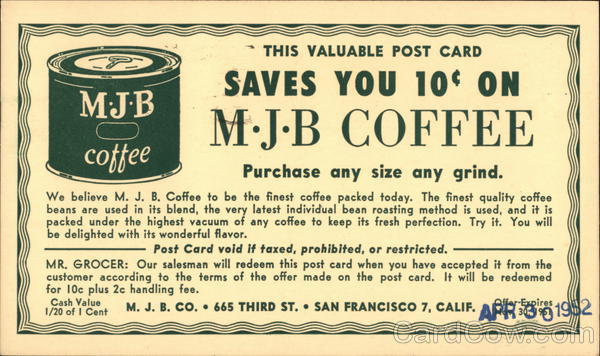 THIS VALUABLE POST CARD
SAVES YOU 10¢ ON
M·J·B COFFEE
Purchase any size any grind.
M·J·B
coffee
We believe M. J. B. Coffee to be the finest coffee packed today. The finest quality coffee
beans are used in its blend, the very latest individual bean roasting method is used, and it is
packed under the highest vacuum of any coffee to keep its fresh perfection. Try it. You will
be delighted with its wonderful flavor.
Post Card void if taxed, prohibited, or restricted.
MR. GROCER: Our salesman will redeem this post card when you have accepted it from the
customer according to the terms of the offer made on the post card. It will be redeemed
for 10c plus 2c handling fee.
Cash Value
1/20 of 1 Cent
M. J. B. CO. • 665 THIRD ST. • SAN FRANCISCO 7, CALIF.
Offer Expires
APR 30 1952
CardCow.com